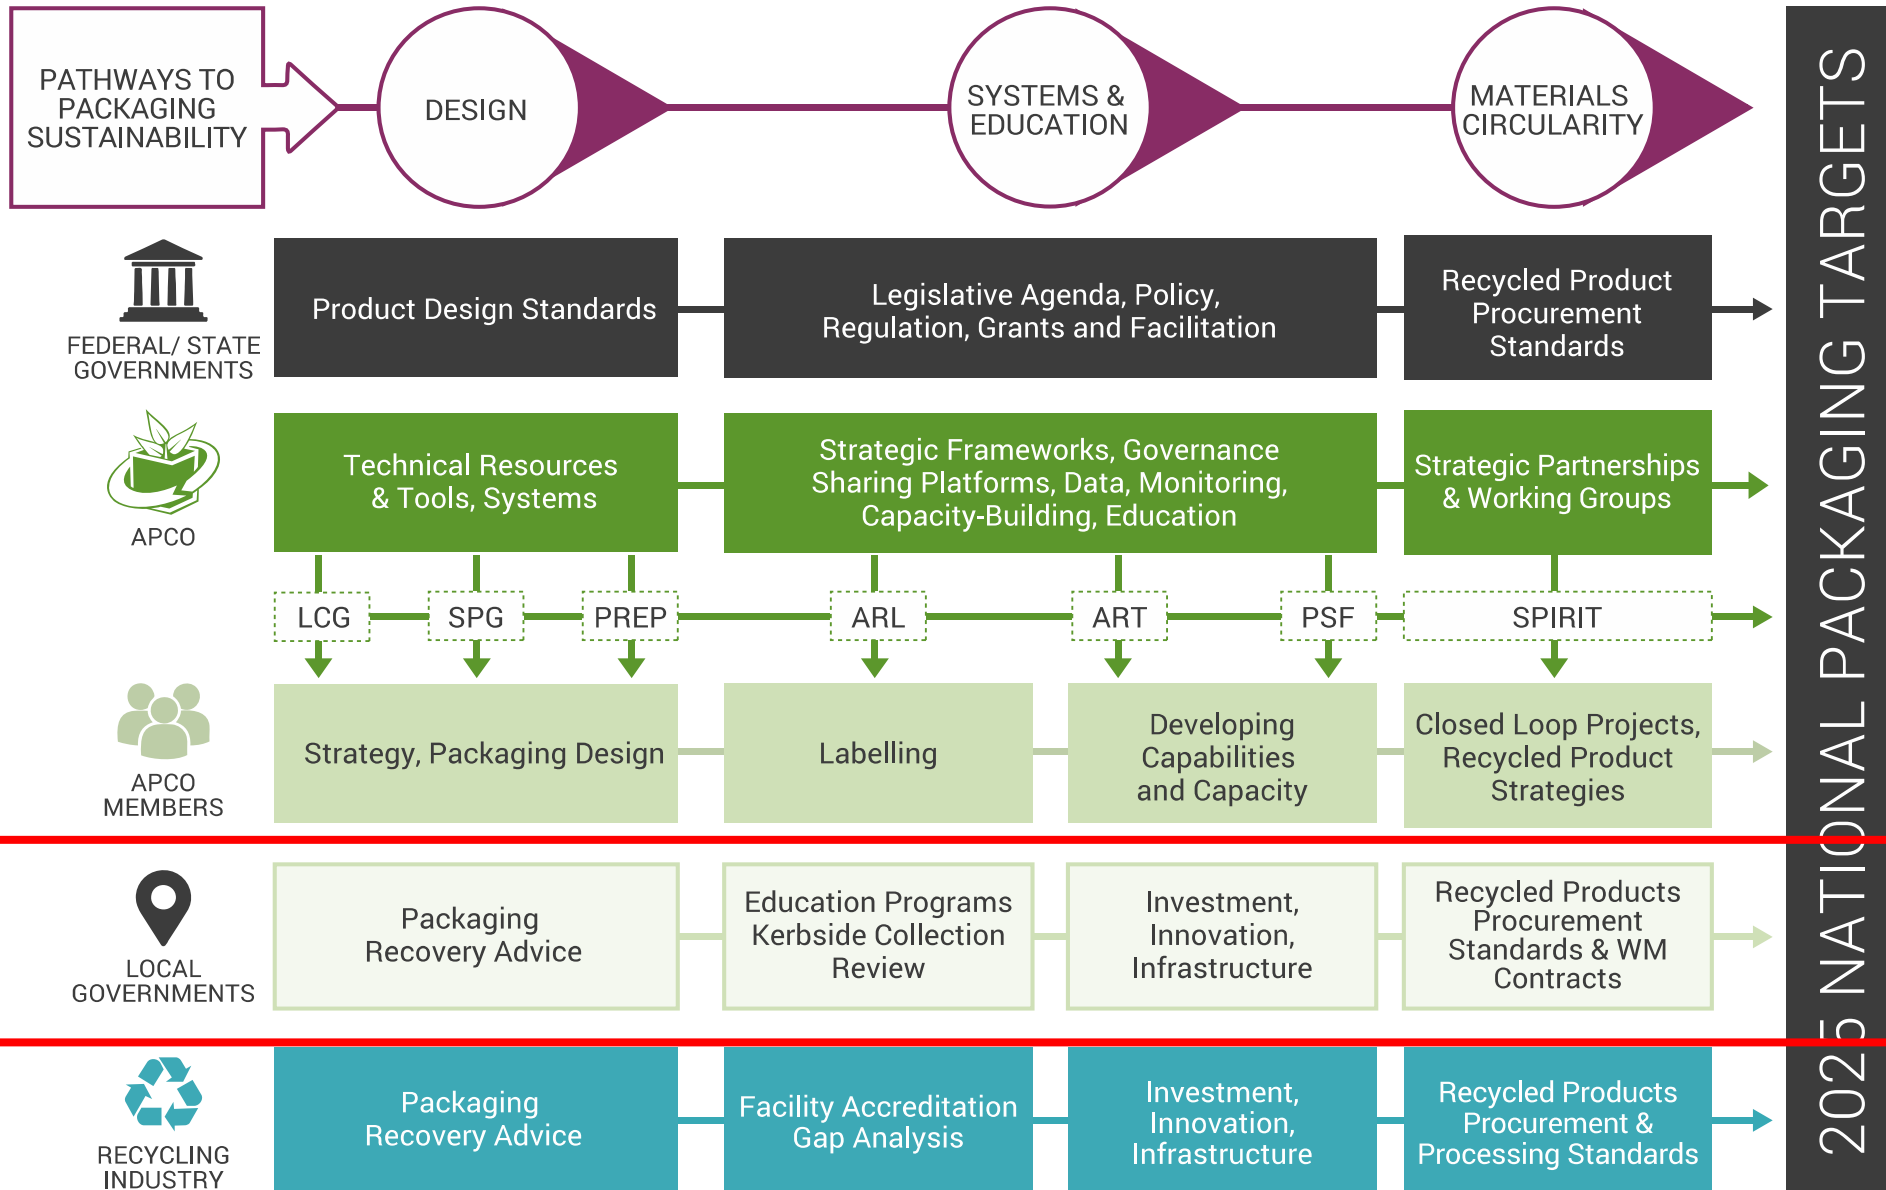 PATHWAYS TO
PACKAGING
SUSTAINABILITY
DESIGN
SYSTEMS &
EDUCATION
MATERIALS
CIRCULARITY
FEDERAL/ STATE
GOVERNMENTS
Product Design Standards
Legislative Agenda, Policy,
Regulation, Grants and Facilitation
Recycled Product
Procurement
Standards
APCO
Technical Resources
& Tools, Systems
Strategic Frameworks, Governance
Sharing Platforms, Data, Monitoring,
Capacity-Building, Education
Strategic Partnerships
& Working Groups
LCG
SPG
PREP
ARL
ART
PSF
SPIRIT
APCO
MEMBERS
Strategy, Packaging Design
Labelling
Developing
Capabilities
and Capacity
Closed Loop Projects,
Recycled Product
Strategies
LOCAL
GOVERNMENTS
Packaging
Recovery Advice
Education Programs
Kerbside Collection
Review
Investment,
Innovation,
Infrastructure
Recycled Products
Procurement
Standards & WM
Contracts
RECYCLING
INDUSTRY
Packaging
Recovery Advice
Facility Accreditation
Gap Analysis
Investment,
Innovation,
Infrastructure
Recycled Products
Procurement &
Processing Standards
2025 NATIONAL PACKAGING TARGETS